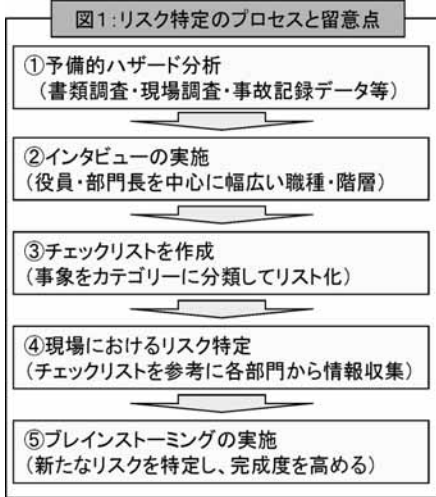 図1:リスク特定のプロセスと留意点
①予備的ハザード分析
(書類調査・現場調査・事故記録データ等)
②インタビューの実施
(役員・部門長を中心に幅広い職種・階層)
③チェックリストを作成
(事象をカテゴリーに分類してリスト化)
④現場におけるリスク特定
(チェックリストを参考に各部門から情報収集)
⑤ブレインストーミングの実施
(新たなリスクを特定し、完成度を高める)